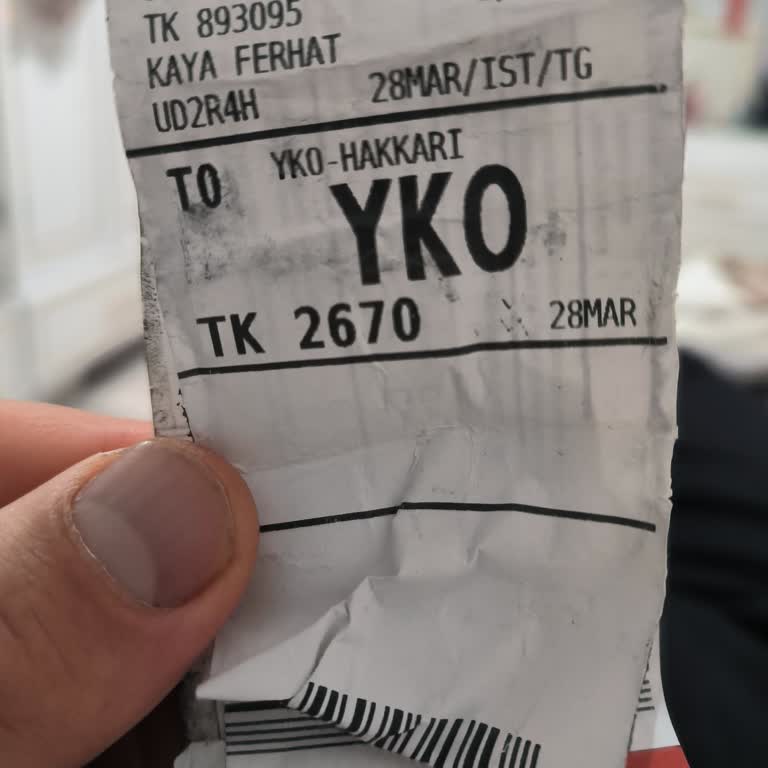 TK 893095
KAYA FERHAT
UD2R4H 28MAR/IST/TG
TO YKO-HAKKARI
YKO
TK 2670 28MAR